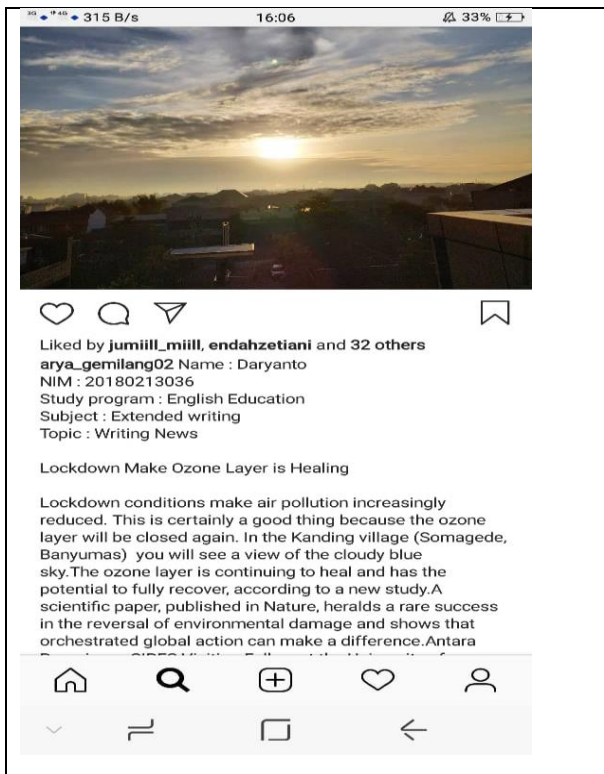 3G 4G 315 B/s 16:06 33%
Liked by jumiill_miill, endahzetiani and 32 others
arya_gemilang02 Name : Daryanto
NIM : 20180213036
Study program : English Education
Subject : Extended writing
Topic : Writing News
Lockdown Make Ozone Layer is Healing
Lockdown conditions make air pollution increasingly
reduced. This is certainly a good thing because the ozone
layer will be closed again. In the Kanding village (Somagede,
Banyumas) you will see a view of the cloudy blue
sky.The ozone layer is continuing to heal and has the
potential to fully recover, according to a new study.A
scientific paper, published in Nature, heralds a rare success
in the reversal of environmental damage and shows that
orchestrated global action can make a difference.Antara